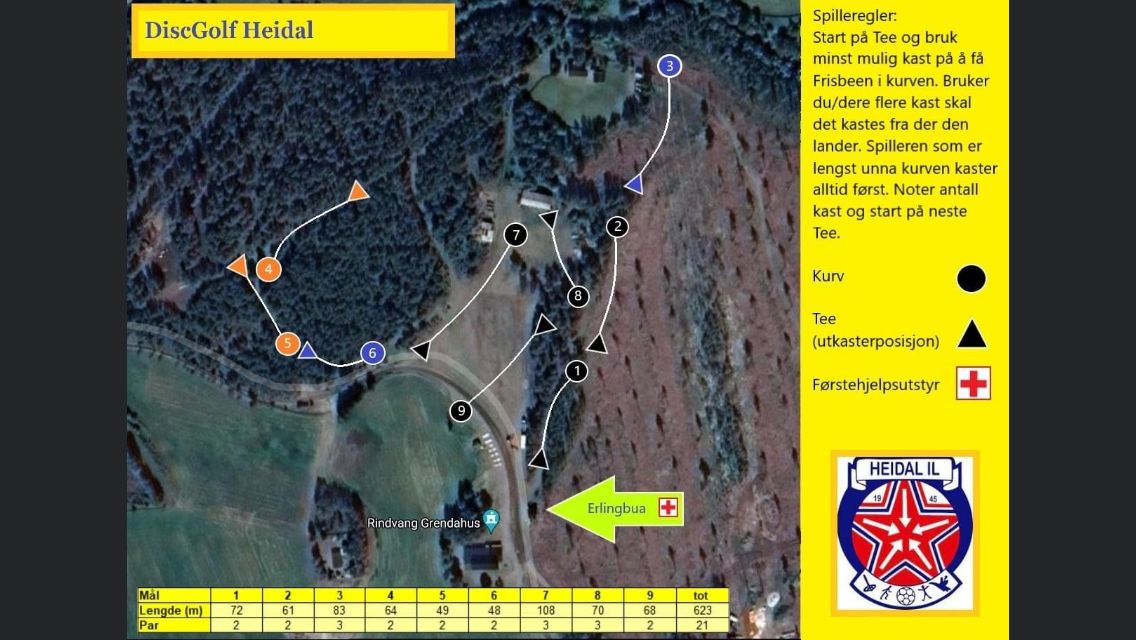 DiscGolf Heidal
Spilleregler:
Start på Tee og bruk
minst mulig kast på å få
Frisbeen i kurven. Bruker
du/dere flere kast skal
det kastes fra der den
lander. Spilleren som er
lengst unna kurven kaster
alltid først. Noter antall
kast og start på neste
Tee.
Kurv
Tee
(utkasterposisjon)
Førstehjelpsutstyr
HEIDAL IL
19 45
3
2
7
8
4
5
6
1
9
Erlingbua
Rindvang Grendahus
Mål 1 2 3 4 5 6 7 8 9 tot
Lengde (m) 72 61 83 64 49 48 108 70 68 623
Par 2 2 3 2 2 2 3 3 2 21